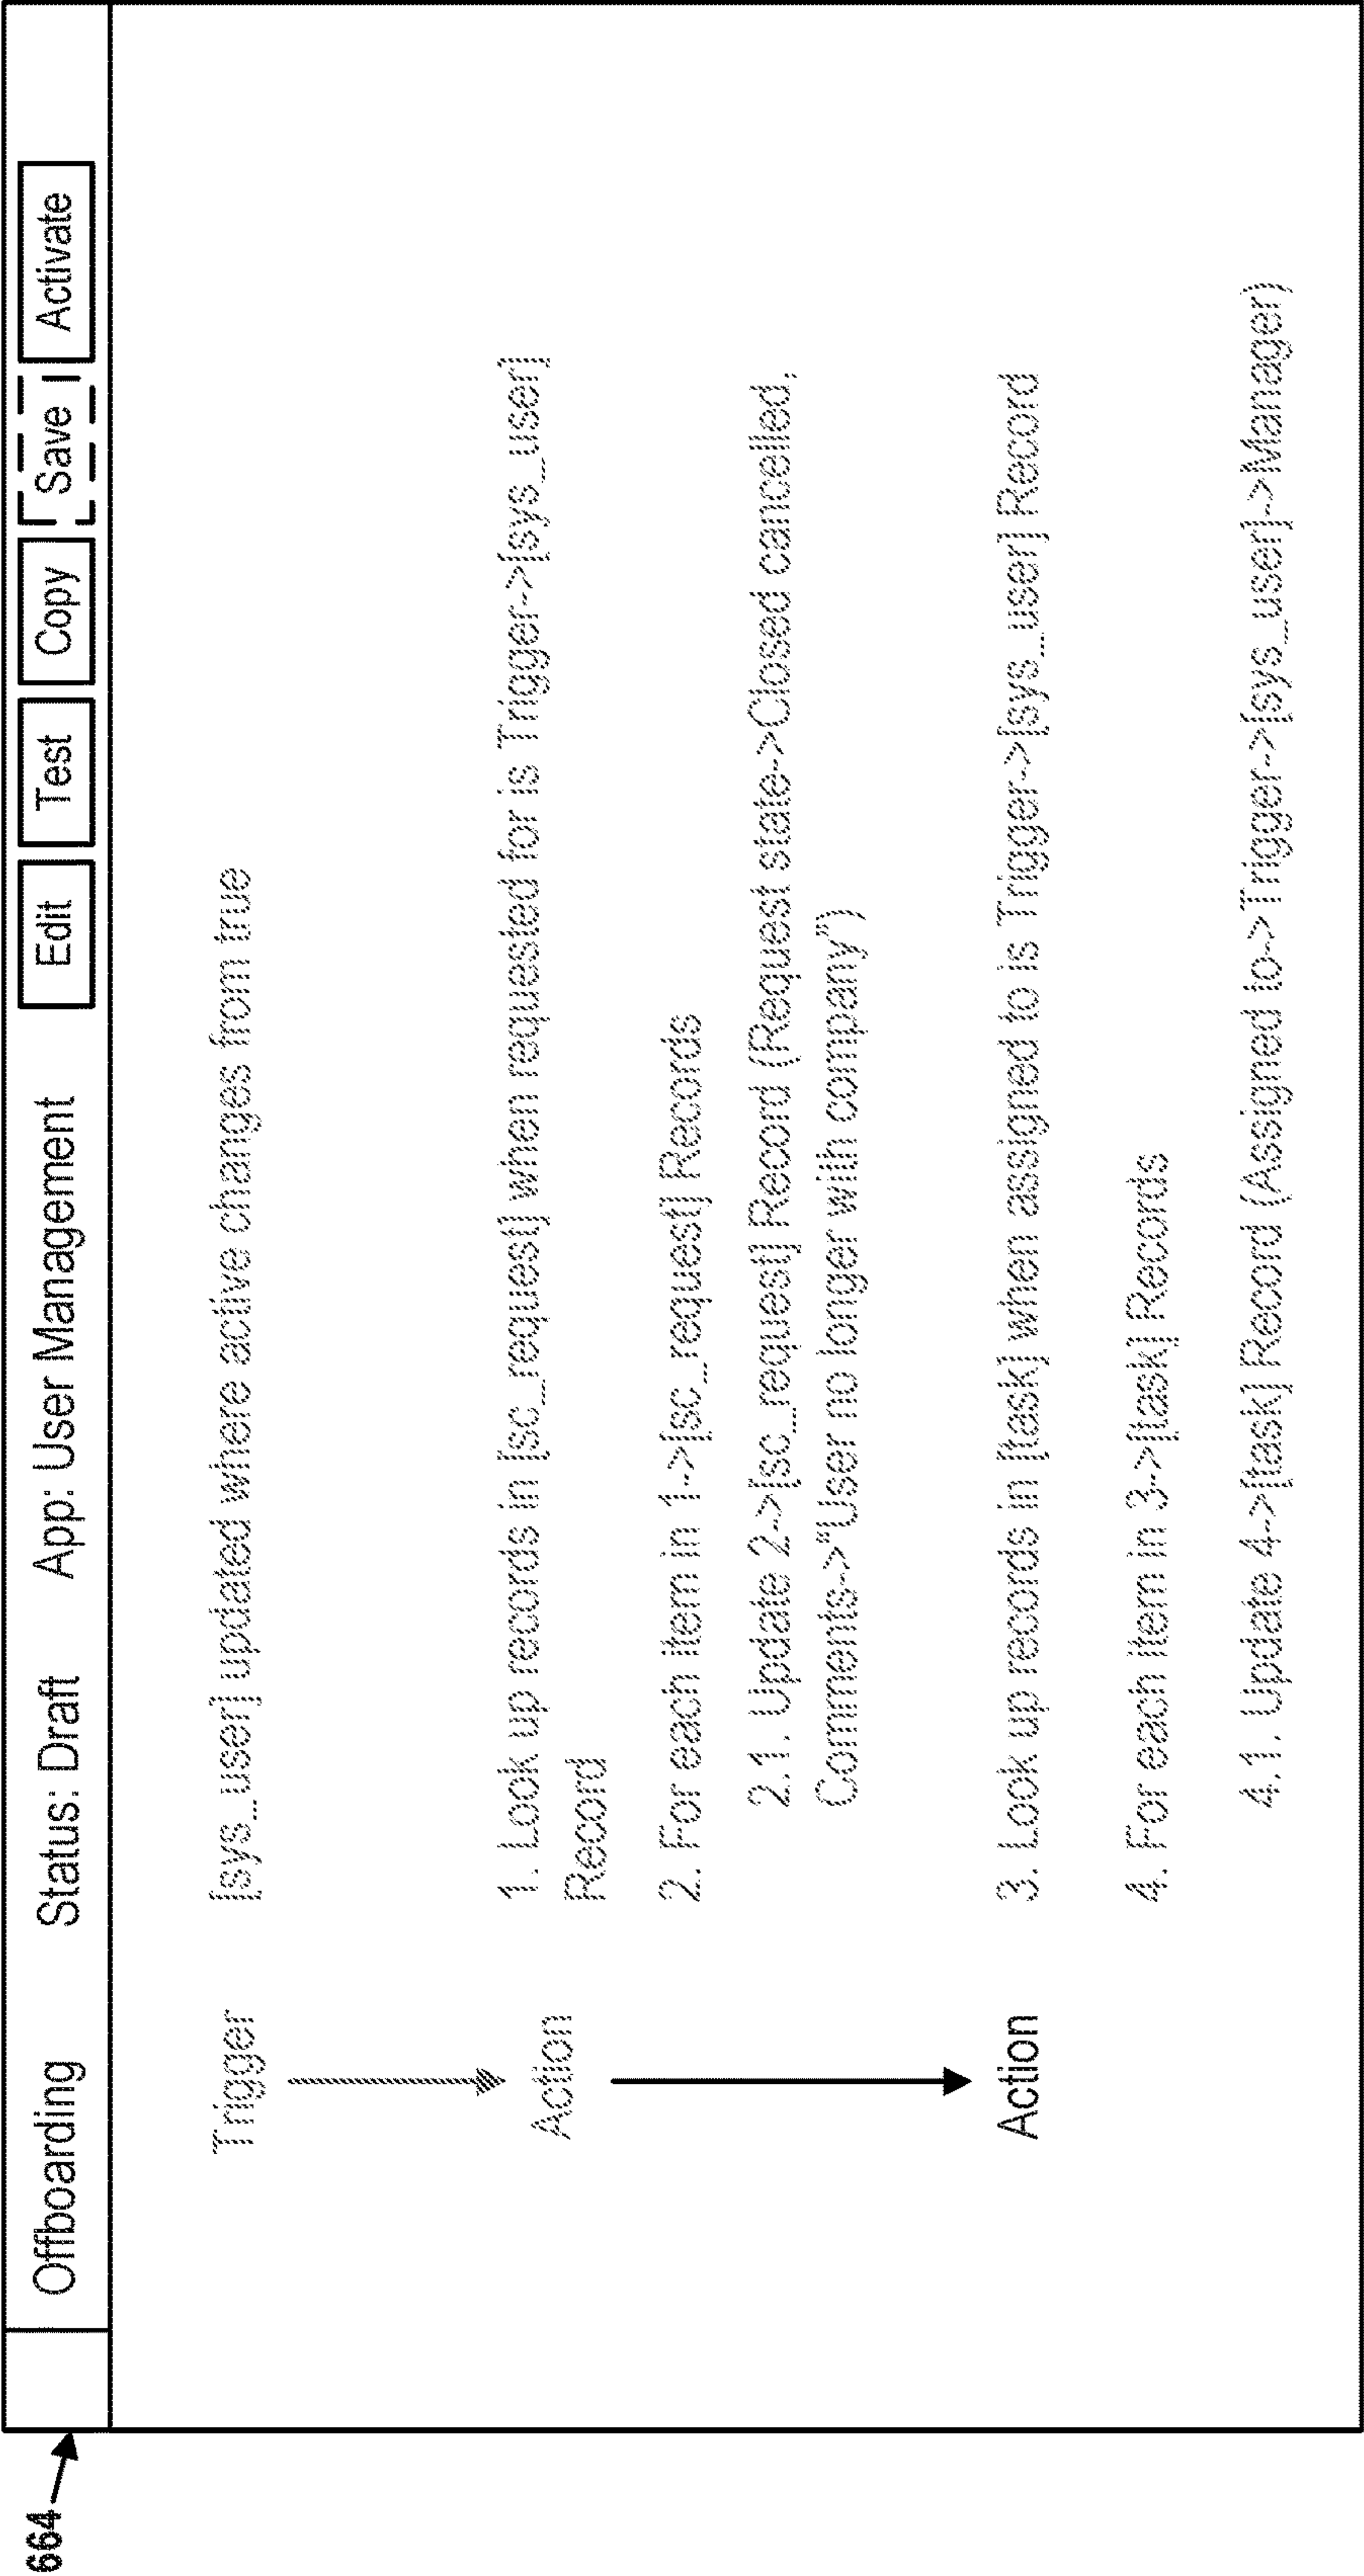 664
Offboarding Status: Draft App: User Management Edit Test Copy Save Activate
Trigger [sys_user] updated where active changes from true
Action 1. Look up records in [sc_request] when requested for is Trigger->[sys_user]
Record
2. For each item in 1->[sc_request] Records
2.1. Update 2->[sc_request] Record (Request state->Closed cancelled,
Comments->"User no longer with company")
Action 3. Look up records in [task] when assigned to is Trigger->[sys_user] Record
4. For each item in 3->[task] Records
4.1. Update 4->[task] Record (Assigned to->Trigger->[sys_user]->Manager)